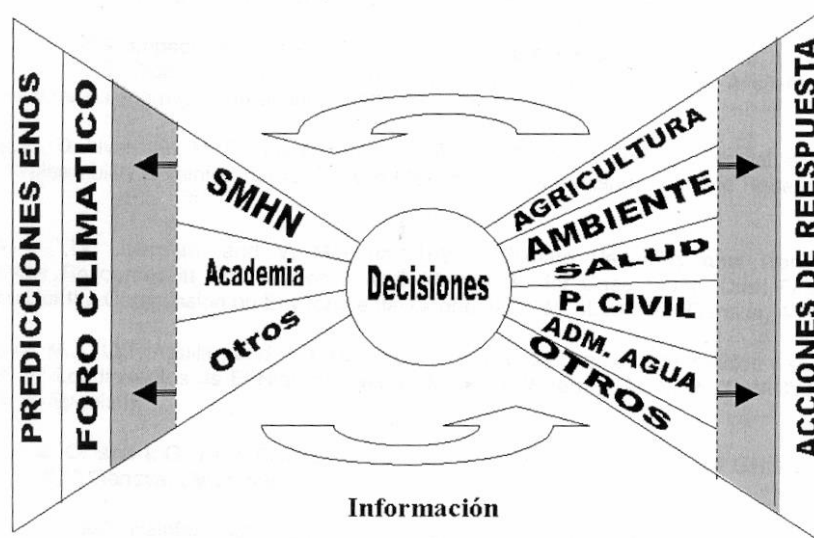 PREDICCIONES ENOS
FORO CLIMATICO
SMHN
Academia
Otros
Decisiones
AGRICULTURA
AMBIENTE
SALUD
P. CIVIL
ADM. AGUA
OTROS
ACCIONES DE REESPUESTA
Información